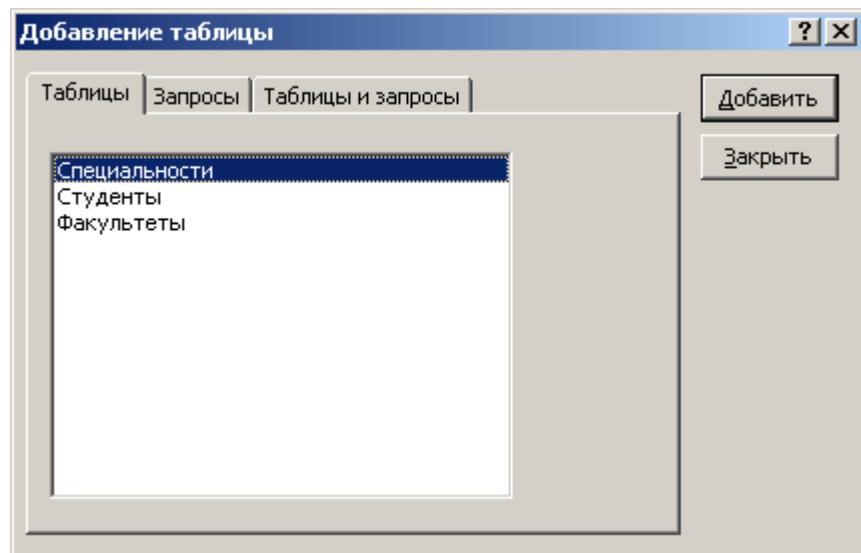 Добавление таблицы
Таблицы Запросы Таблицы и запросы
Добавить
Закрыть
Специальности
Студенты
Факультеты